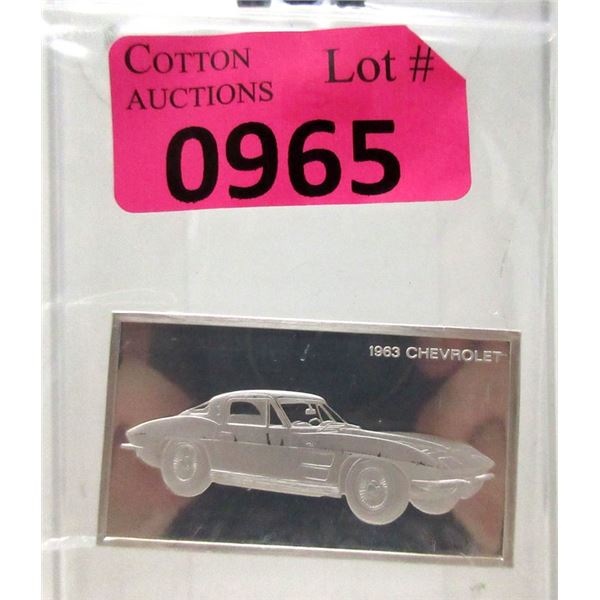 COTTON AUCTIONS
Lot #
0965
1963 CHEVROLET